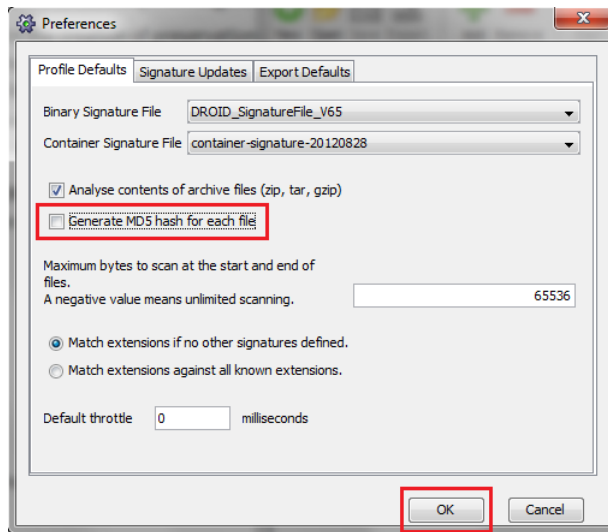 Preferences
Profile Defaults Signature Updates Export Defaults
Binary Signature File DROID_SignatureFile_V65
Container Signature File container-signature-20120828
Analyse contents of archive files (zip, tar, gzip)
Generate MD5 hash for each file
Maximum bytes to scan at the start and end of
files.
A negative value means unlimited scanning. 65536
Match extensions if no other signatures defined.
Match extensions against all known extensions.
Default throttle 0 milliseconds
OK Cancel